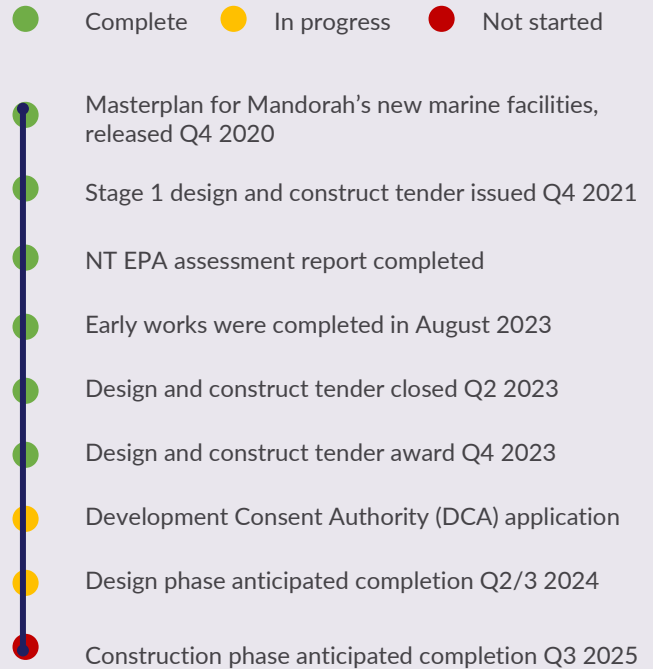 Complete In progress Not started
Masterplan for Mandorah's new marine facilities,
released Q4 2020
Stage 1 design and construct tender issued Q4 2021
NT EPA assessment report completed
Early works were completed in August 2023
Design and construct tender closed Q2 2023
Design and construct tender award Q4 2023
Development Consent Authority (DCA) application
Design phase anticipated completion Q2/3 2024
Construction phase anticipated completion Q3 2025